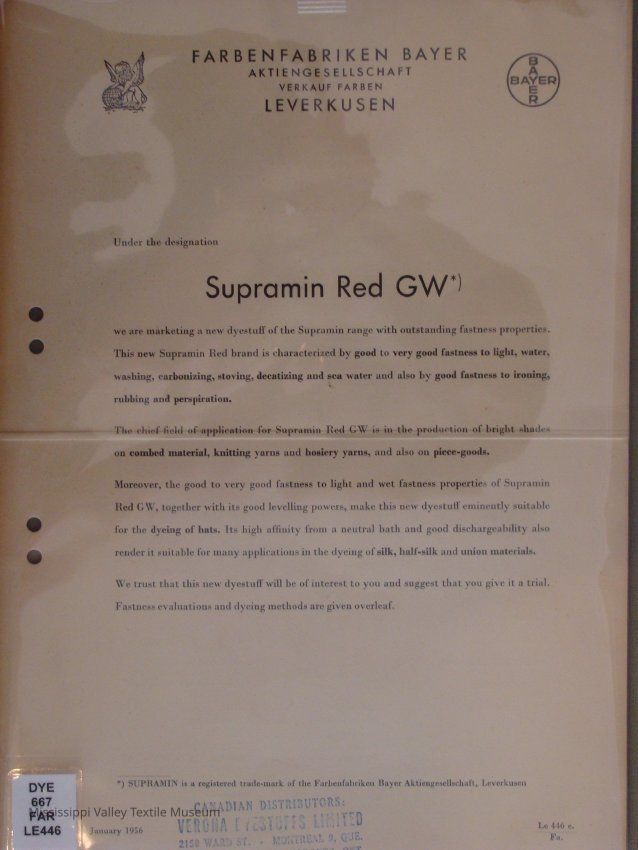 FARBENFABRIKEN BAYER
AKTIENGESELLSCHAFT
VERKAUF FARBEN
LEVERKUSEN
BAYER
BAYER
Under the designation
Supramin Red GW*)
we are marketing a new dyestuff of the Supramin range with outstanding fastness properties.
This new Supramin Red brand is characterized by good to very good fastness to light, water,
washing, carbonizing, stoving, decatizing and sea water and also by good fastness to ironing,
rubbing and perspiration.
The chief field of application for Supramin Red GW is in the production of bright shades
on combed material, knitting yarns and hosiery yarns, and also on piece-goods.
Moreover, the good to very good fastness to light and wet fastness properties of Supramin
Red GW, together with its good levelling powers, make this new dyestuff eminently suitable
for the dyeing of hats. Its high affinity from a neutral bath and good dischargeability also
render it suitable for many applications in the dyeing of silk, half-silk and union materials.
We trust that this new dyestuff will be of interest to you and suggest that you give it a trial.
Fastness evaluations and dyeing methods are given overleaf.
*) SUPRAMIN is a registered trade-mark of the Farbenfabriken Bayer Aktiengesellschaft, Leverkusen
DYE
667
FAR
LE446
Mississippi Valley Textile Museum
January 1956
CANADIAN DISTRIBUTORS:
VERONA DYESTUFFS LIMITED
2152 WARD ST. - MONTREAL 9, QUE.
Le 446 e.
Fa.